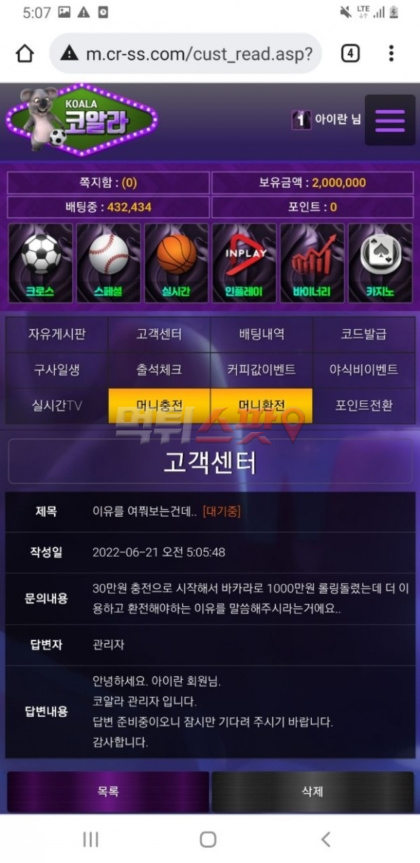 5:07
LTE
m.cr-ss.com/cust_read.asp?
4
KOALA
코알라
1 아이란 님
쪽지함 : (0)
보유금액 : 2,000,000
배팅중 : 432,434
포인트 : 0
크로스
스페셜
실시간
INPLAY
인플레이
바이너리
카지노
자유게시판
고객센터
배팅내역
코드발급
구사일생
출석체크
커피값이벤트
야식비이벤트
실시간TV
머니충전
머니환전
포인트전환
먹튀스팟
고객센터
제목
이유를 여쭤보는건데.. [대기중]
작성일
2022-06-21 오전 5:05:48
문의내용
30만원 충전으로 시작해서 바카라로 1000만원 롤링돌렸는데 더 이
용하고 환전해야하는 이유를 말씀해주시라는거에요..
답변자
관리자
답변내용
안녕하세요. 아이란 회원님.
코알라 관리자 입니다.
답변 준비중이오니 잠시만 기다려 주시기 바랍니다.
감사합니다.
목록
삭제